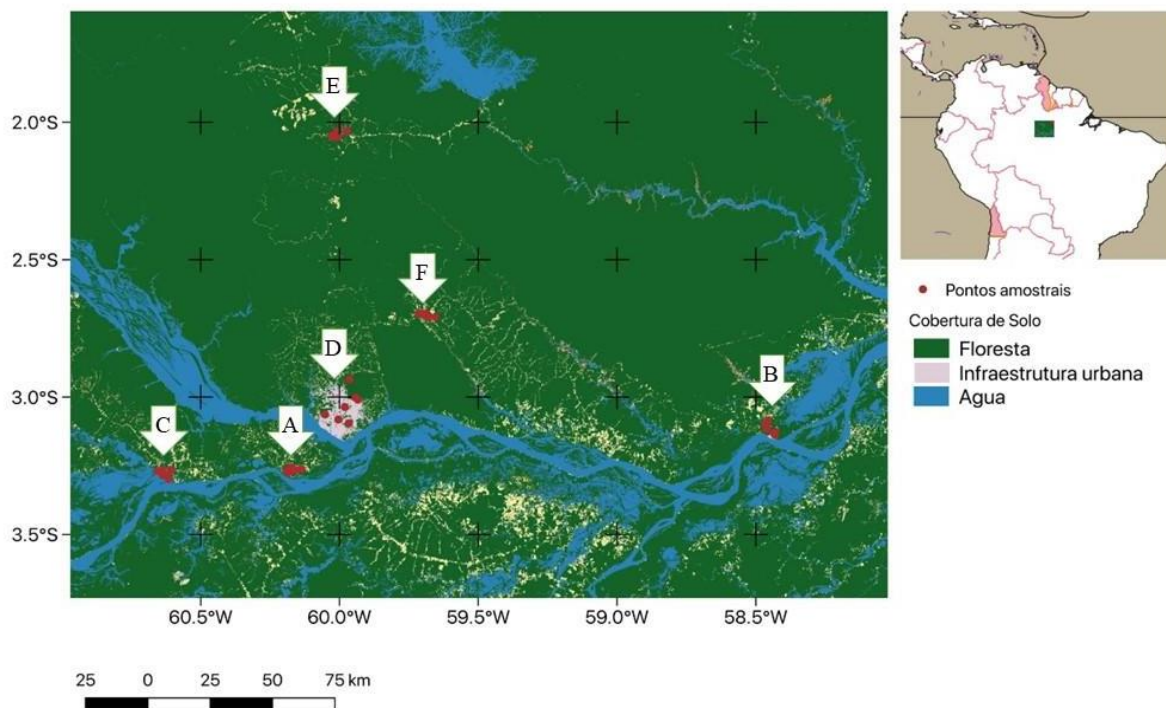 E
2.0°S
2.5°S
F
D
3.0°S
B
C
A
3.5°S
60.5°W 60.0°W 59.5°W 59.0°W 58.5°W
25 0 25 50 75 km
Pontos amostrais
Cobertura de Solo
Floresta
Infraestrutura urbana
Agua